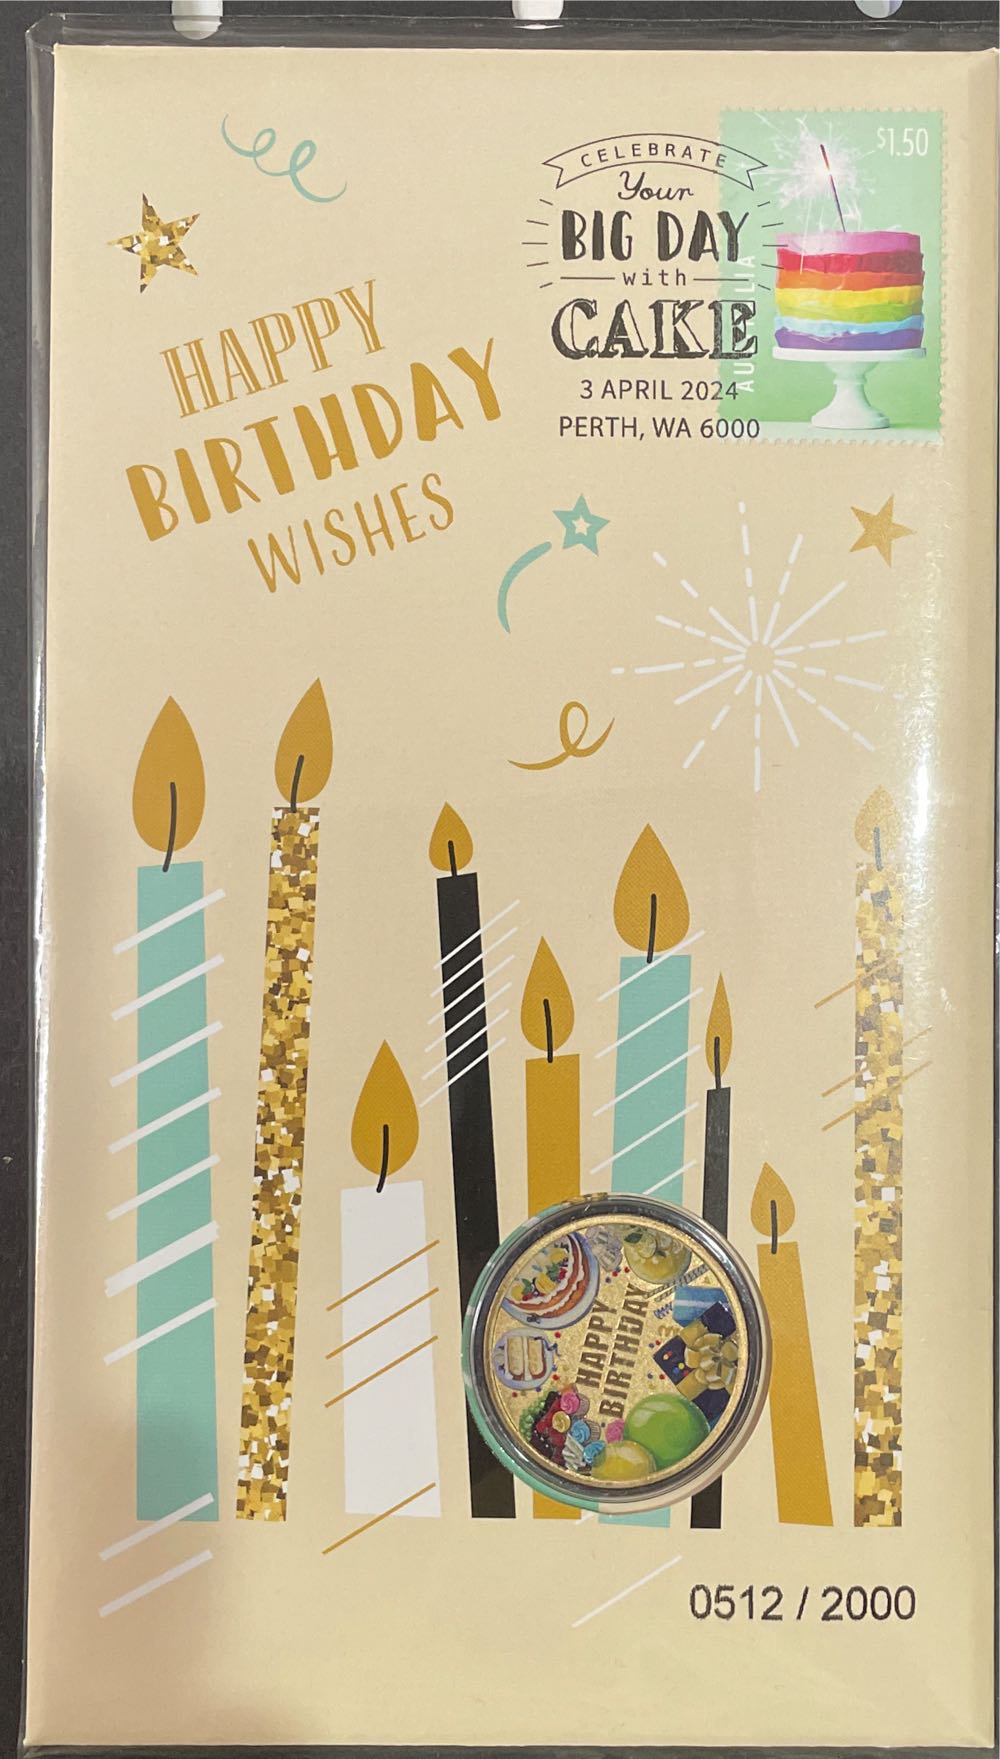 CELEBRATE
Your
BIG DAY
with
CAKE
3 APRIL 2024
PERTH, WA 6000
$1.50
AUSTRALIA
HAPPY
BIRTHDAY
WISHES
HAPPY
BIRTHDAY
0512 / 2000